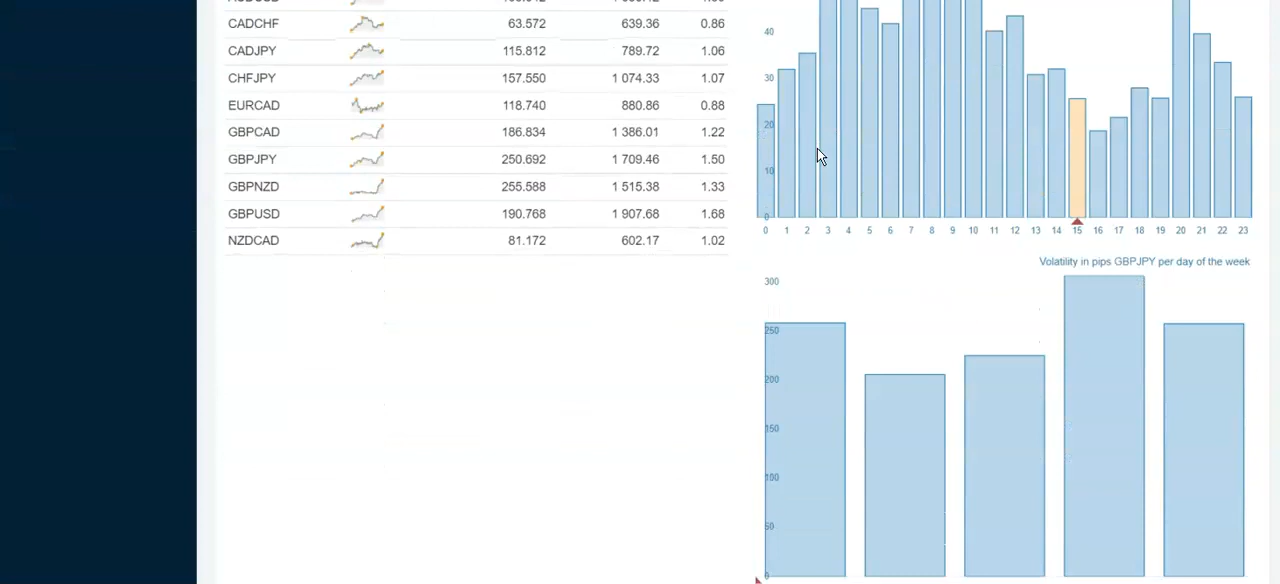 CADCHF 63.572 639.36 0.86
CADJPY 115.812 789.72 1.06
CHFJPY 157.550 1 074.33 1.07
EURCAD 118.740 880.86 0.88
GBPCAD 186.834 1 386.01 1.22
GBPJPY 250.692 1 709.46 1.50
GBPNZD 255.588 1 515.38 1.33
GBPUSD 190.768 1 907.68 1.68
NZDCAD 81.172 602.17 1.02
40
30
20
10
0
0 1 2 3 4 5 6 7 8 9 10 11 12 13 14 15 16 17 18 19 20 21 22 23
Volatility in pips GBPJPY per day of the week
300
250
200
150
100
50
0